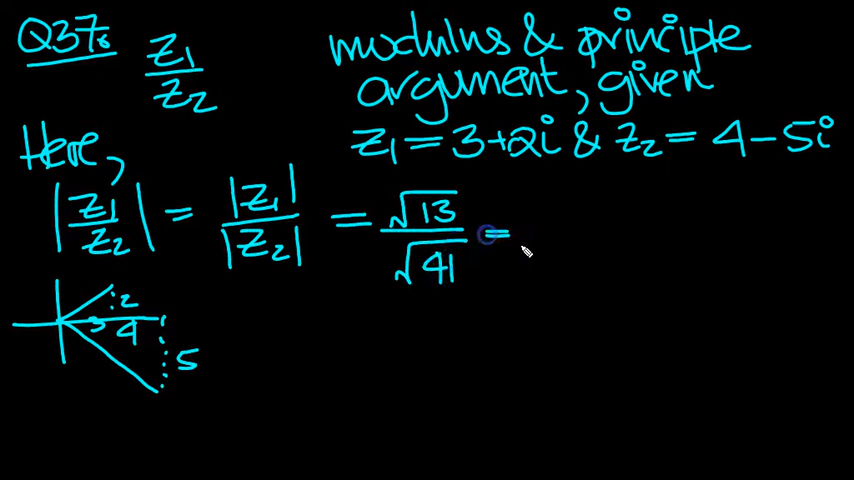 Q37:
z₁/z₂
modulus & principle
argument, given
z₁ = 3+2i & z₂ = 4-5i
Here,
|z₁/z₂| = |z₁|/|z₂| = √13/√41 =
2
3
4
5